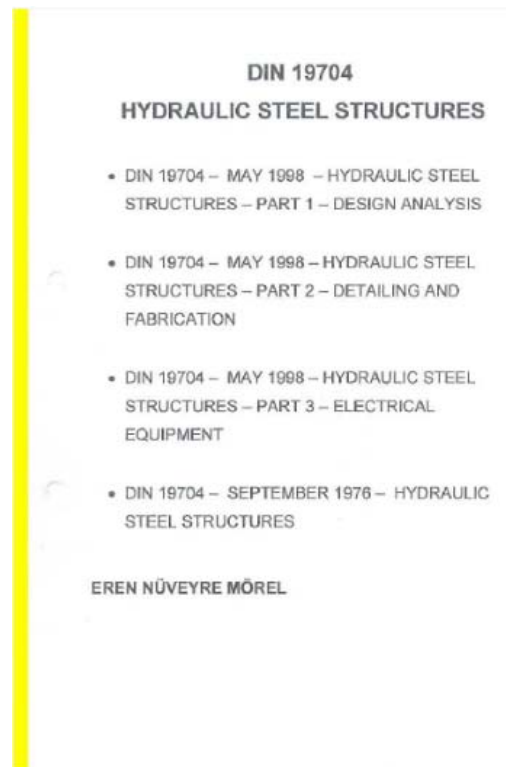 DIN 19704
HYDRAULIC STEEL STRUCTURES
• DIN 19704 – MAY 1998 – HYDRAULIC STEEL
STRUCTURES – PART 1 – DESIGN ANALYSIS
• DIN 19704 – MAY 1998 – HYDRAULIC STEEL
STRUCTURES – PART 2 – DETAILING AND
FABRICATION
• DIN 19704 – MAY 1998 – HYDRAULIC STEEL
STRUCTURES – PART 3 – ELECTRICAL
EQUIPMENT
• DIN 19704 – SEPTEMBER 1976 – HYDRAULIC
STEEL STRUCTURES
EREN NÜVEYRE MÖREL